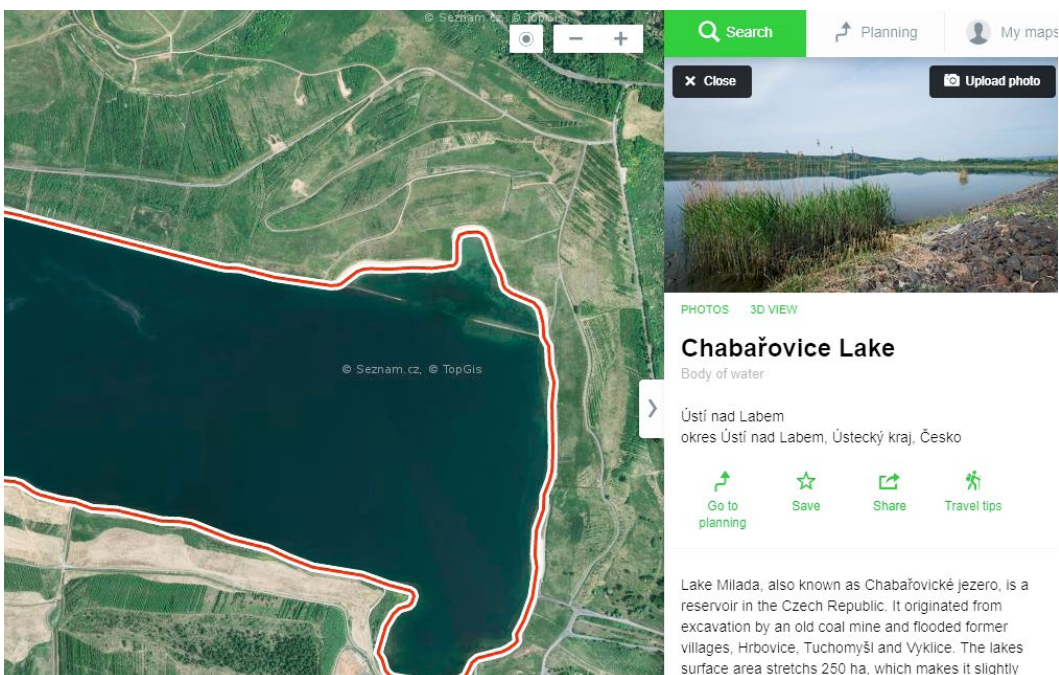 © Seznam.cz, © TopGis
Search
Planning
My maps
Close
Upload photo
© Seznam.cz, © TopGis
PHOTOS 3D VIEW
Chabařovice Lake
Body of water
Ústí nad Labem
okres Ústí nad Labem, Ústecký kraj, Česko
Go to planning
Save
Share
Travel tips
Lake Milada, also known as Chabařovické jezero, is a
reservoir in the Czech Republic. It originated from
excavation by an old coal mine and flooded former
villages, Hrbovice, Tuchomyšl and Vyklice. The lakes
surface area stretchs 250 ha, which makes it slightly